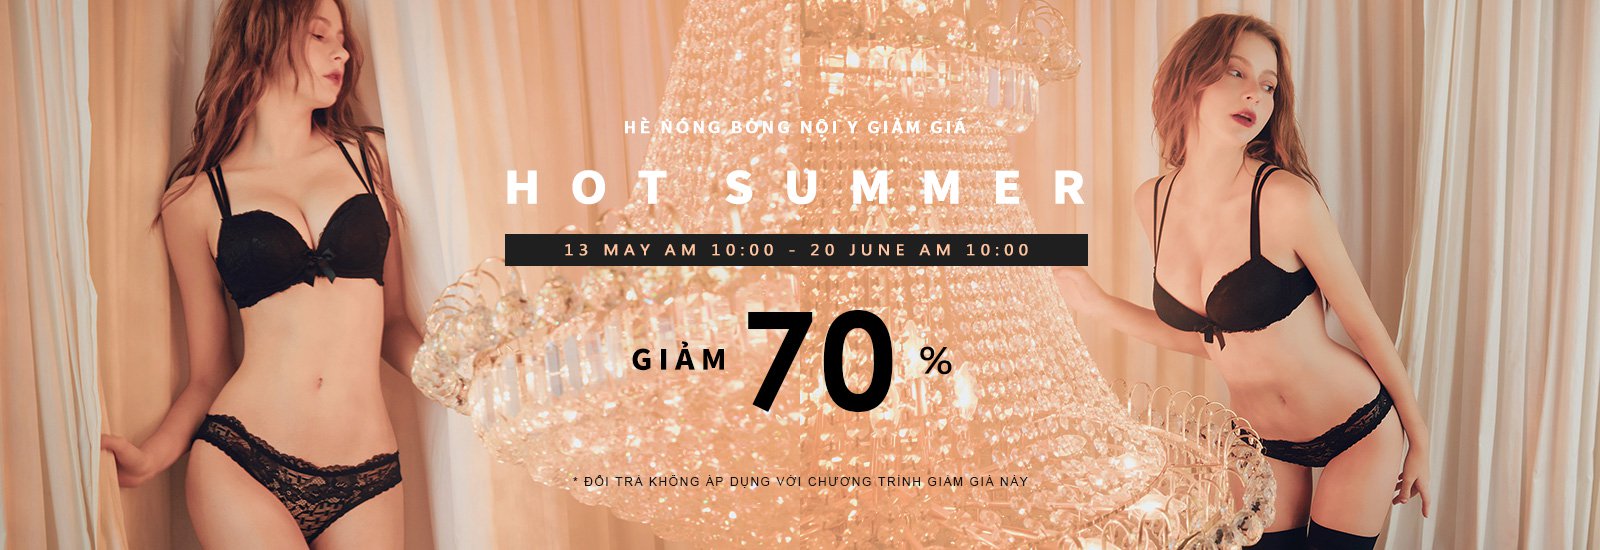 HÈ NÓNG BỎNG NỘI Y GIẢM GIÁ
HOT SUMMER
13 MAY AM 10:00 - 20 JUNE AM 10:00
GIẢM 70 %
* ĐỔI TRẢ KHÔNG ÁP DỤNG VỚI CHƯƠNG TRÌNH GIẢM GIÁ NÀY